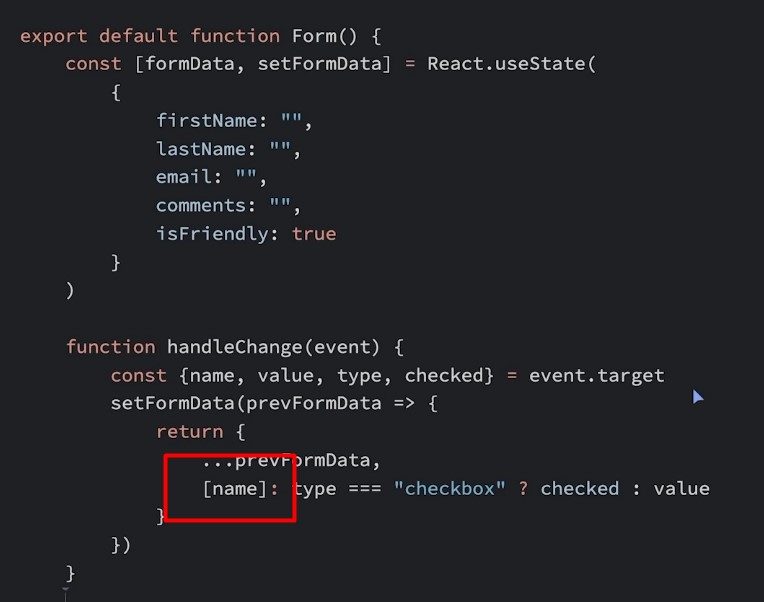 export default function Form() {
    const [formData, setFormData] = React.useState(
        {
            firstName: "",
            lastName: "",
            email: "",
            comments: "",
            isFriendly: true
        }
    )
    function handleChange(event) {
        const {name, value, type, checked} = event.target
        setFormData(prevFormData => {
            return {
                ...prevFormData,
                [name]: type === "checkbox" ? checked : value
            }
        })
    }